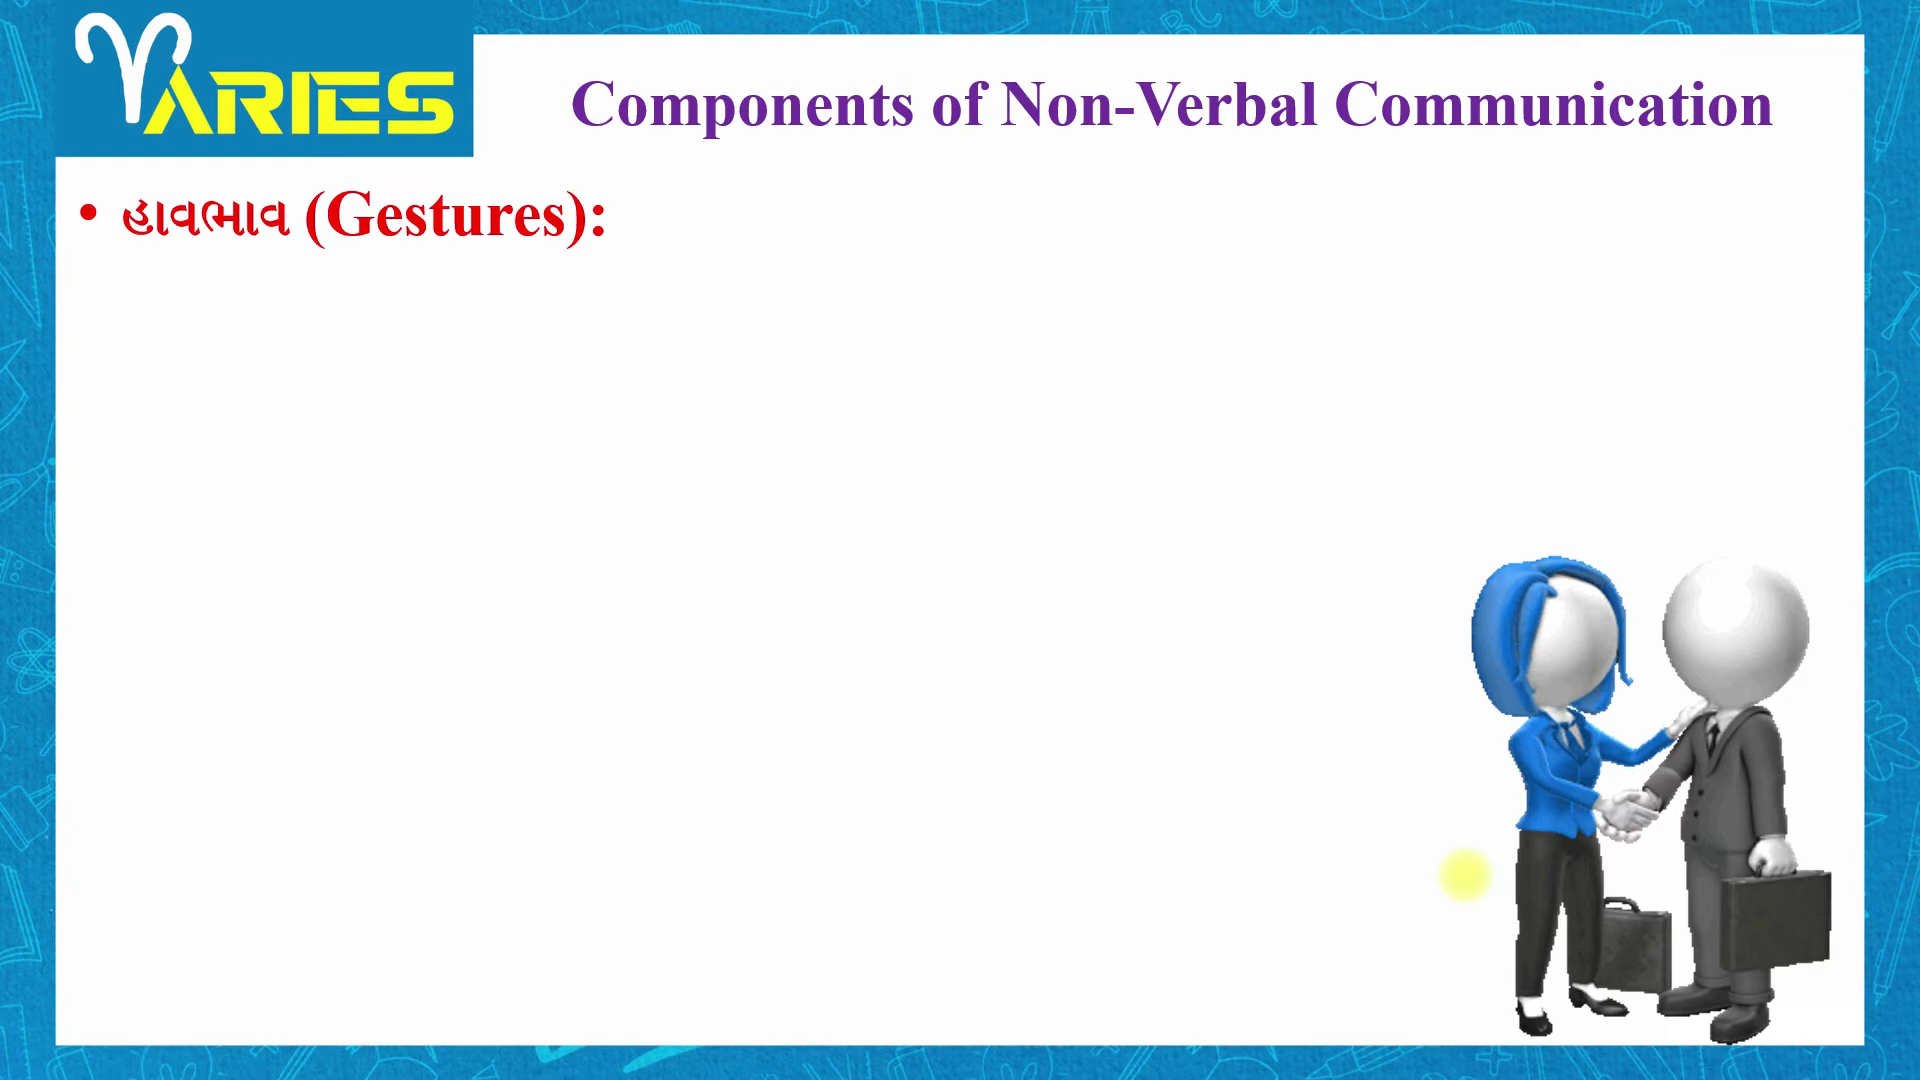 ARIES
Components of Non-Verbal Communication
• હાવભાવ (Gestures):